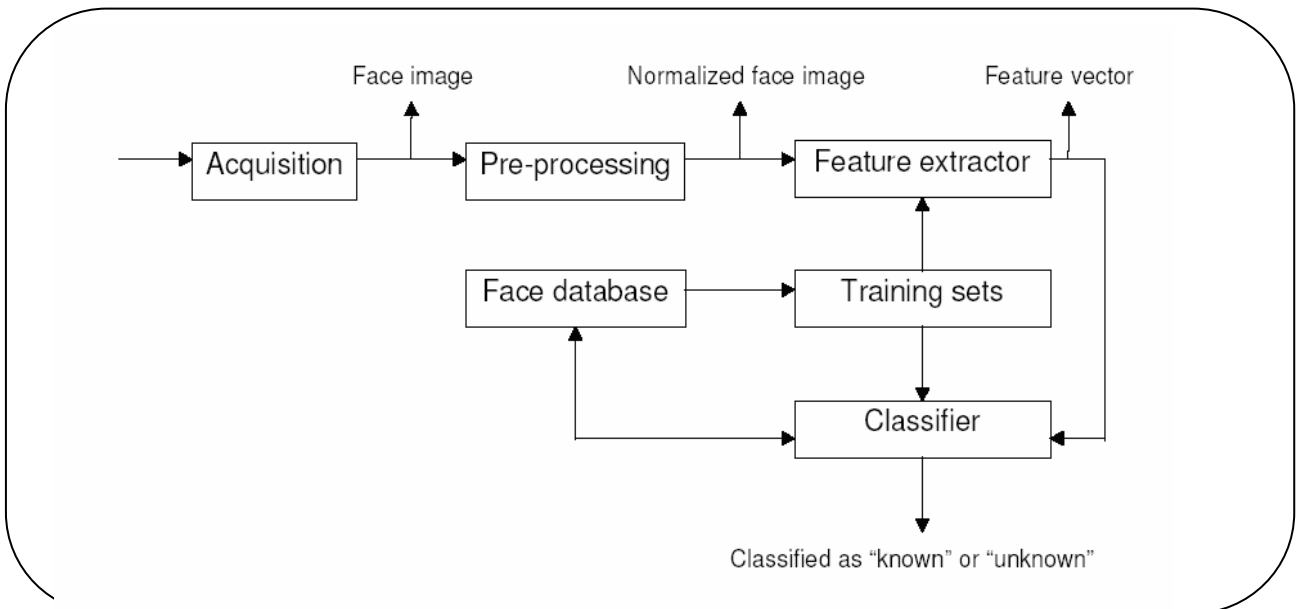 Face image
Normalized face image
Feature vector
Acquisition
Pre-processing
Feature extractor
Face database
Training sets
Classifier
Classified as “known” or “unknown”